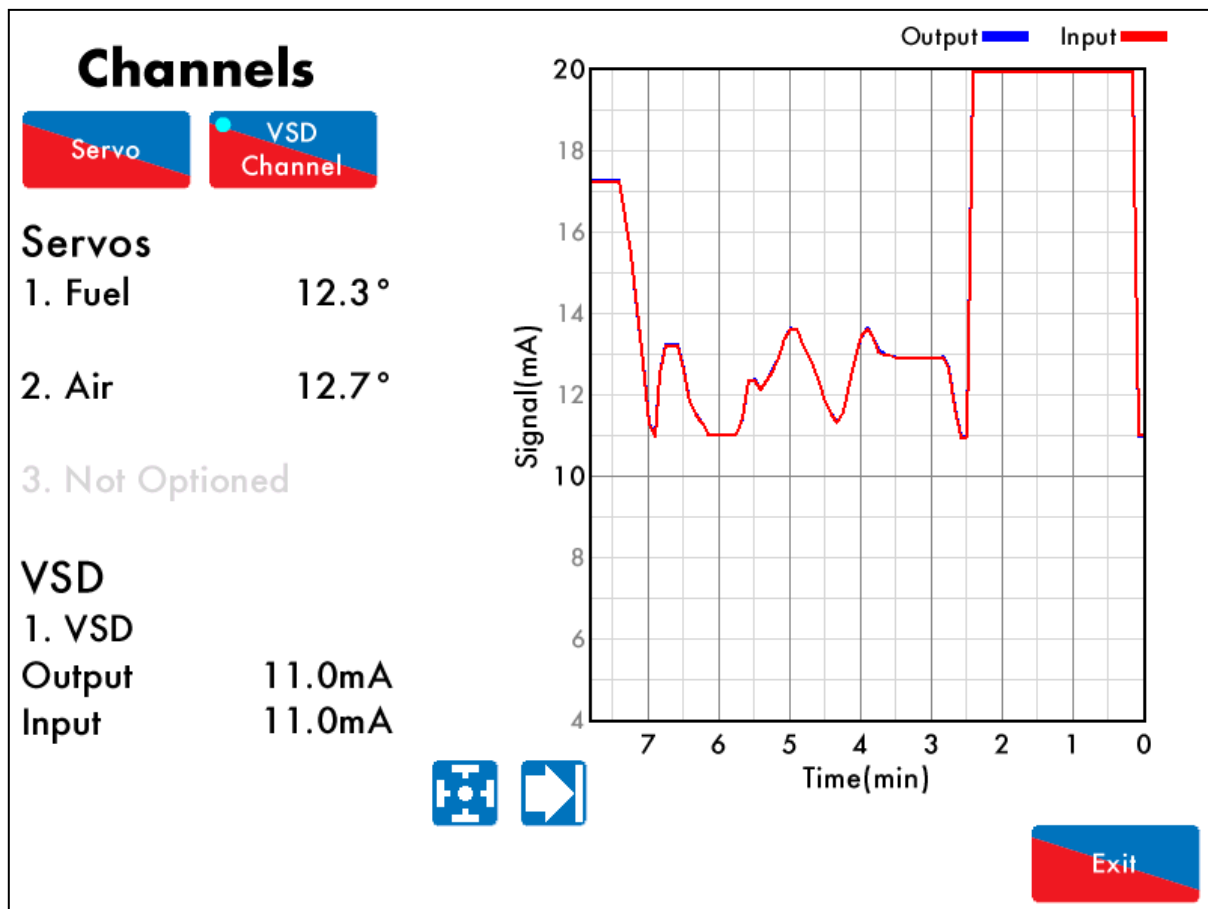 Channels
Servo
VSD
Channel
Servos
1. Fuel 12.3°
2. Air 12.7°
3. Not Optioned
VSD
1. VSD
Output 11.0mA
Input 11.0mA
Output Input
20
18
16
14
12
10
8
6
4
Signal(mA)
7 6 5 4 3 2 1 0
Time(min)
Exit